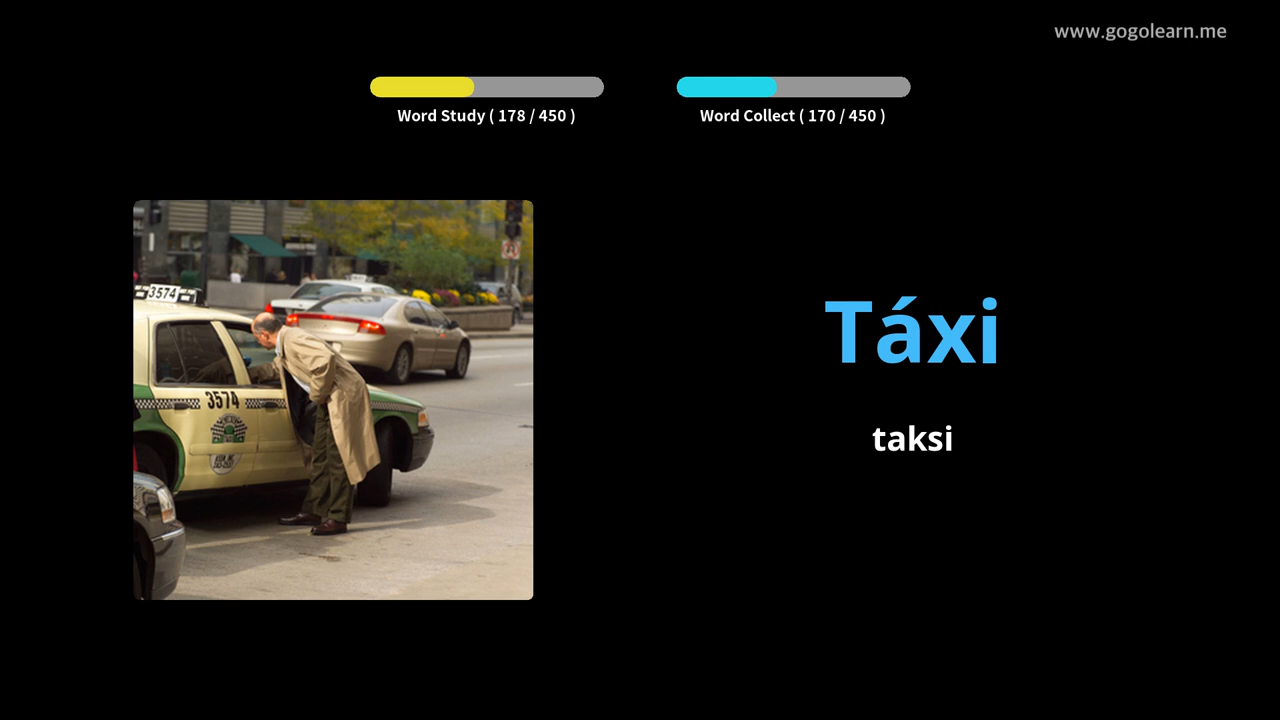 www.gogolearn.me
Word Study ( 178 / 450 )
Word Collect ( 170 / 450 )
3574
3574
Táxi
taksi